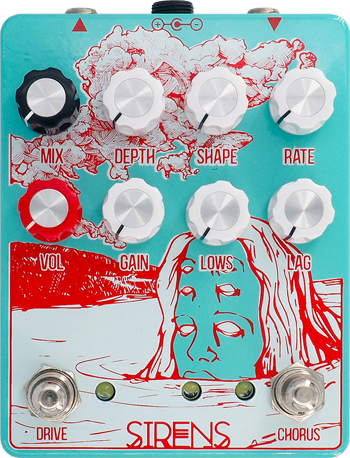 MIX DEPTH SHAPE RATE
VOL GAIN LOWS LAG
DRIVE SIRENS CHORUS